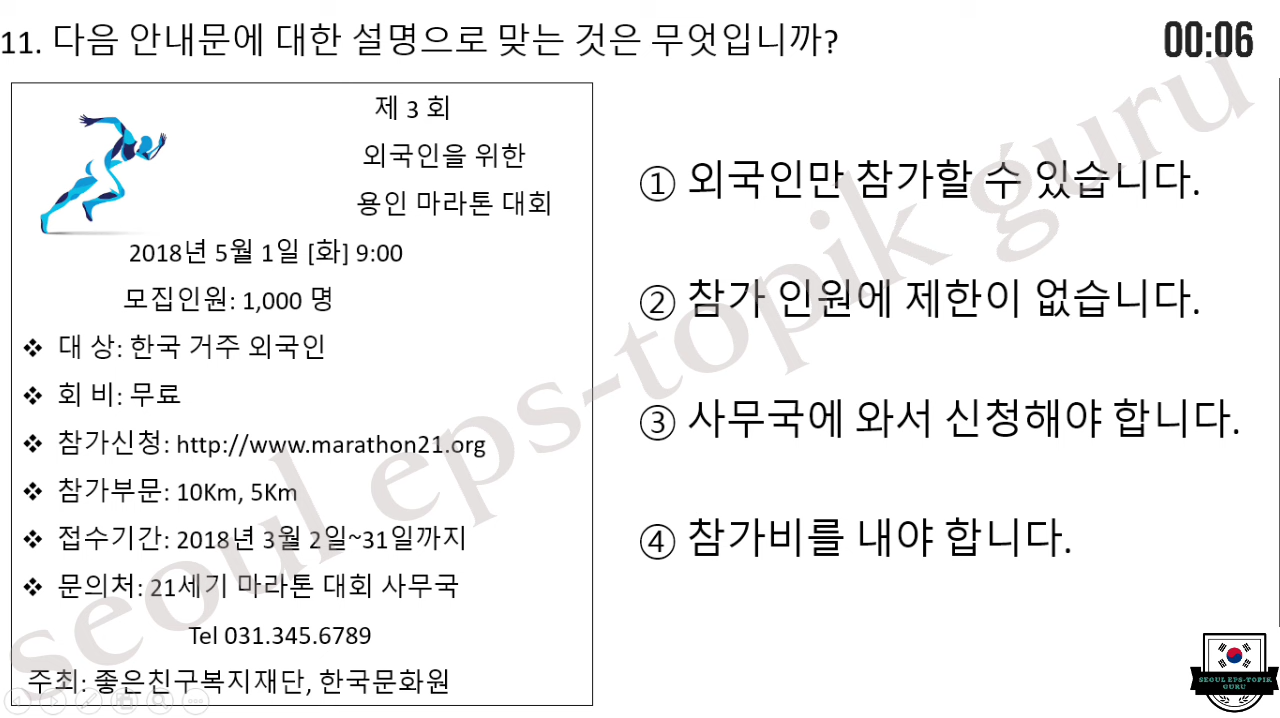 11. 다음 안내문에 대한 설명으로 맞는 것은 무엇입니까?
00:06
제 3 회
외국인을 위한
용인 마라톤 대회
2018년 5월 1일 [화] 9:00
모집인원: 1,000 명
❖ 대 상: 한국 거주 외국인
❖ 회 비: 무료
❖ 참가신청: http://www.marathon21.org
❖ 참가부문: 10Km, 5Km
❖ 접수기간: 2018년 3월 2일~31일까지
❖ 문의처: 21세기 마라톤 대회 사무국
Tel 031.345.6789
주최: 좋은친구복지재단, 한국문화원
① 외국인만 참가할 수 있습니다.
② 참가 인원에 제한이 없습니다.
③ 사무국에 와서 신청해야 합니다.
④ 참가비를 내야 합니다.
seoul eps-topik guru
SEOUL EPS-TOPIK
GURU